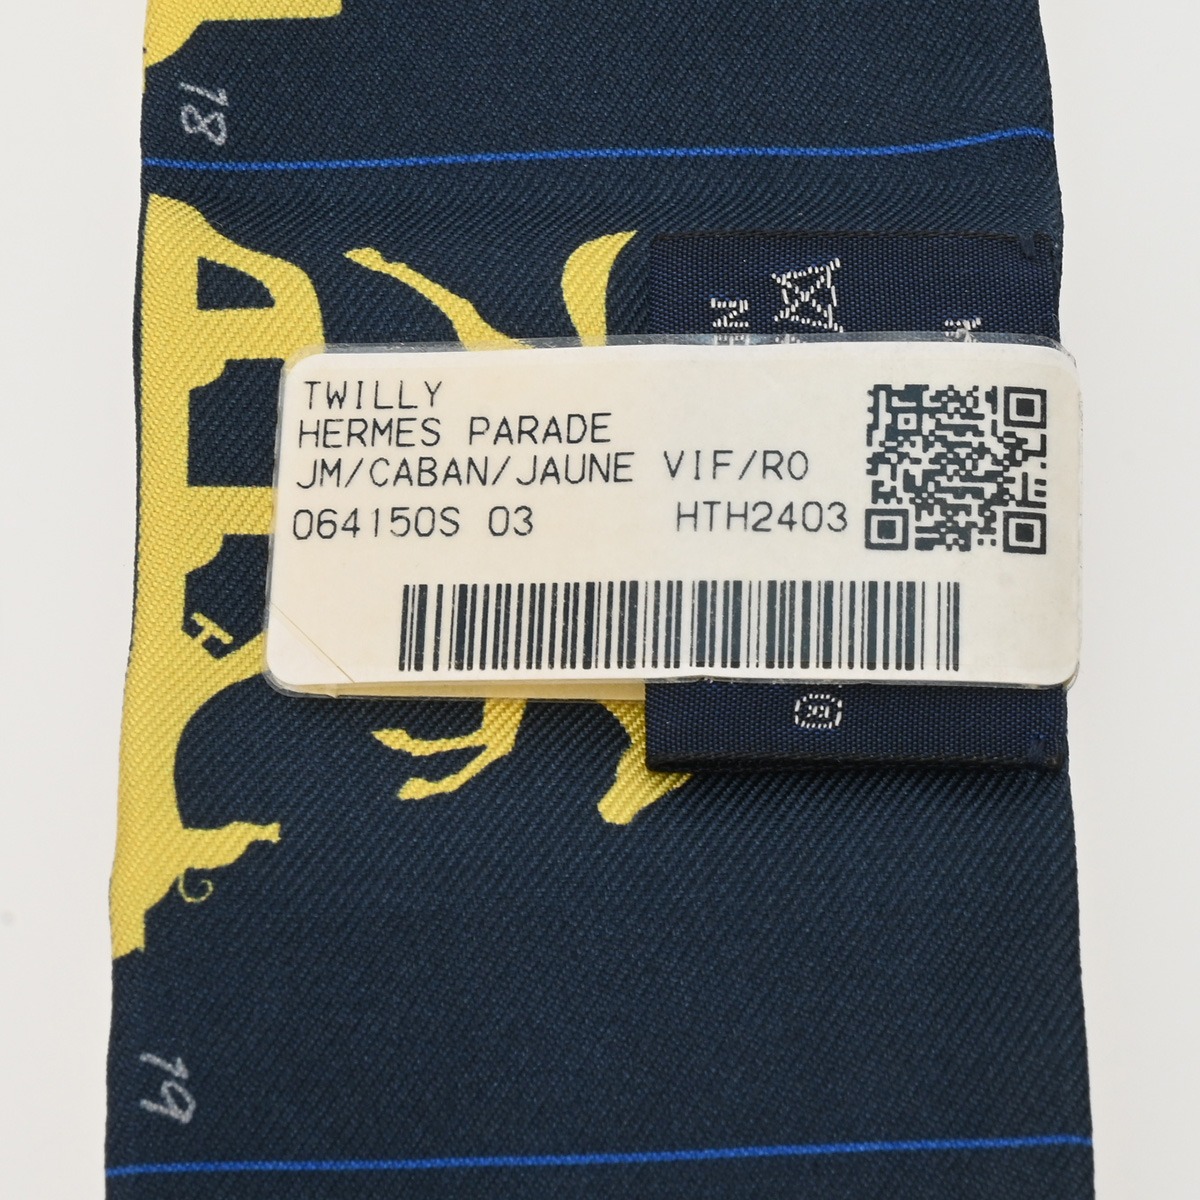 18
TWILLY
HERMES PARADE
JM/CABAN/JAUNE VIF/RO
064150S 03 HTH2403
19